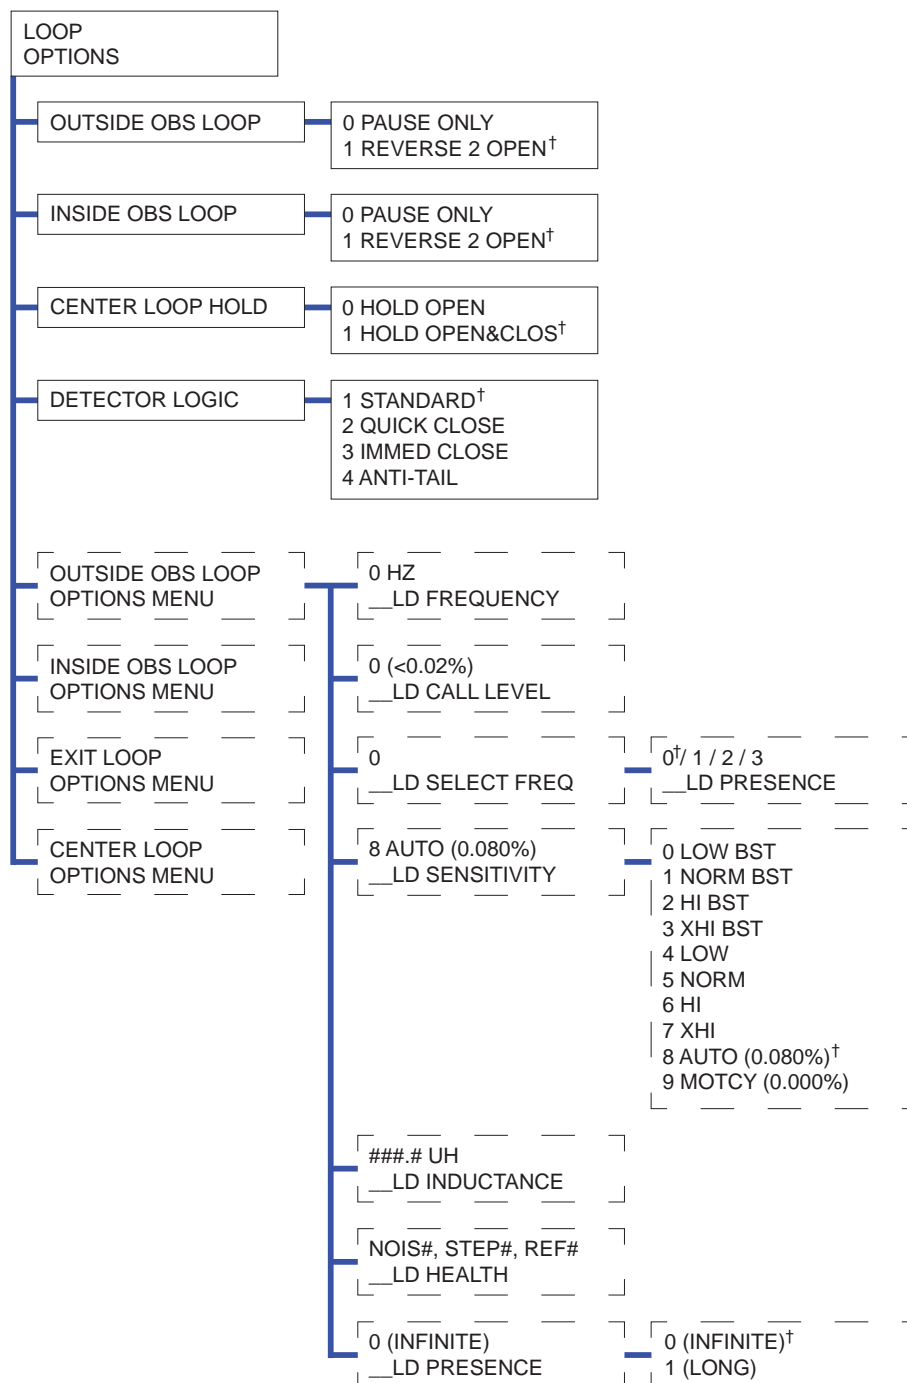 LOOP
OPTIONS
OUTSIDE OBS LOOP
0 PAUSE ONLY
1 REVERSE 2 OPEN†
INSIDE OBS LOOP
0 PAUSE ONLY
1 REVERSE 2 OPEN†
CENTER LOOP HOLD
0 HOLD OPEN
1 HOLD OPEN&CLOS†
DETECTOR LOGIC
1 STANDARD†
2 QUICK CLOSE
3 IMMED CLOSE
4 ANTI-TAIL
OUTSIDE OBS LOOP
OPTIONS MENU
0 HZ
__LD FREQUENCY
INSIDE OBS LOOP
OPTIONS MENU
0 (<0.02%)
__LD CALL LEVEL
EXIT LOOP
OPTIONS MENU
0
__LD SELECT FREQ
0†/ 1 / 2 / 3
__LD PRESENCE
CENTER LOOP
OPTIONS MENU
8 AUTO (0.080%)
__LD SENSITIVITY
0 LOW BST
1 NORM BST
2 HI BST
3 XHI BST
4 LOW
5 NORM
6 HI
7 XHI
8 AUTO (0.080%)†
9 MOTCY (0.000%)
###.# UH
__LD INDUCTANCE
NOIS#, STEP#, REF#
__LD HEALTH
0 (INFINITE)
__LD PRESENCE
0 (INFINITE)†
1 (LONG)